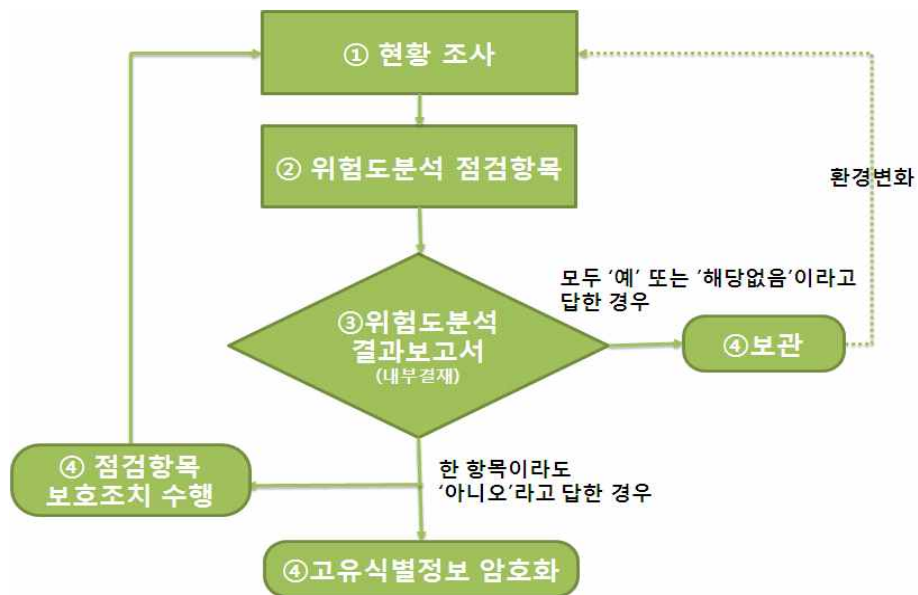 ① 현황 조사
② 위험도분석 점검항목
환경변화
모두 ‘예’ 또는 ‘해당없음’이라고
답한 경우
③위험도분석
결과보고서
(내부결재)
④보관
한 항목이라도
‘아니오’라고 답한 경우
④ 점검항목
보호조치 수행
④고유식별정보 암호화